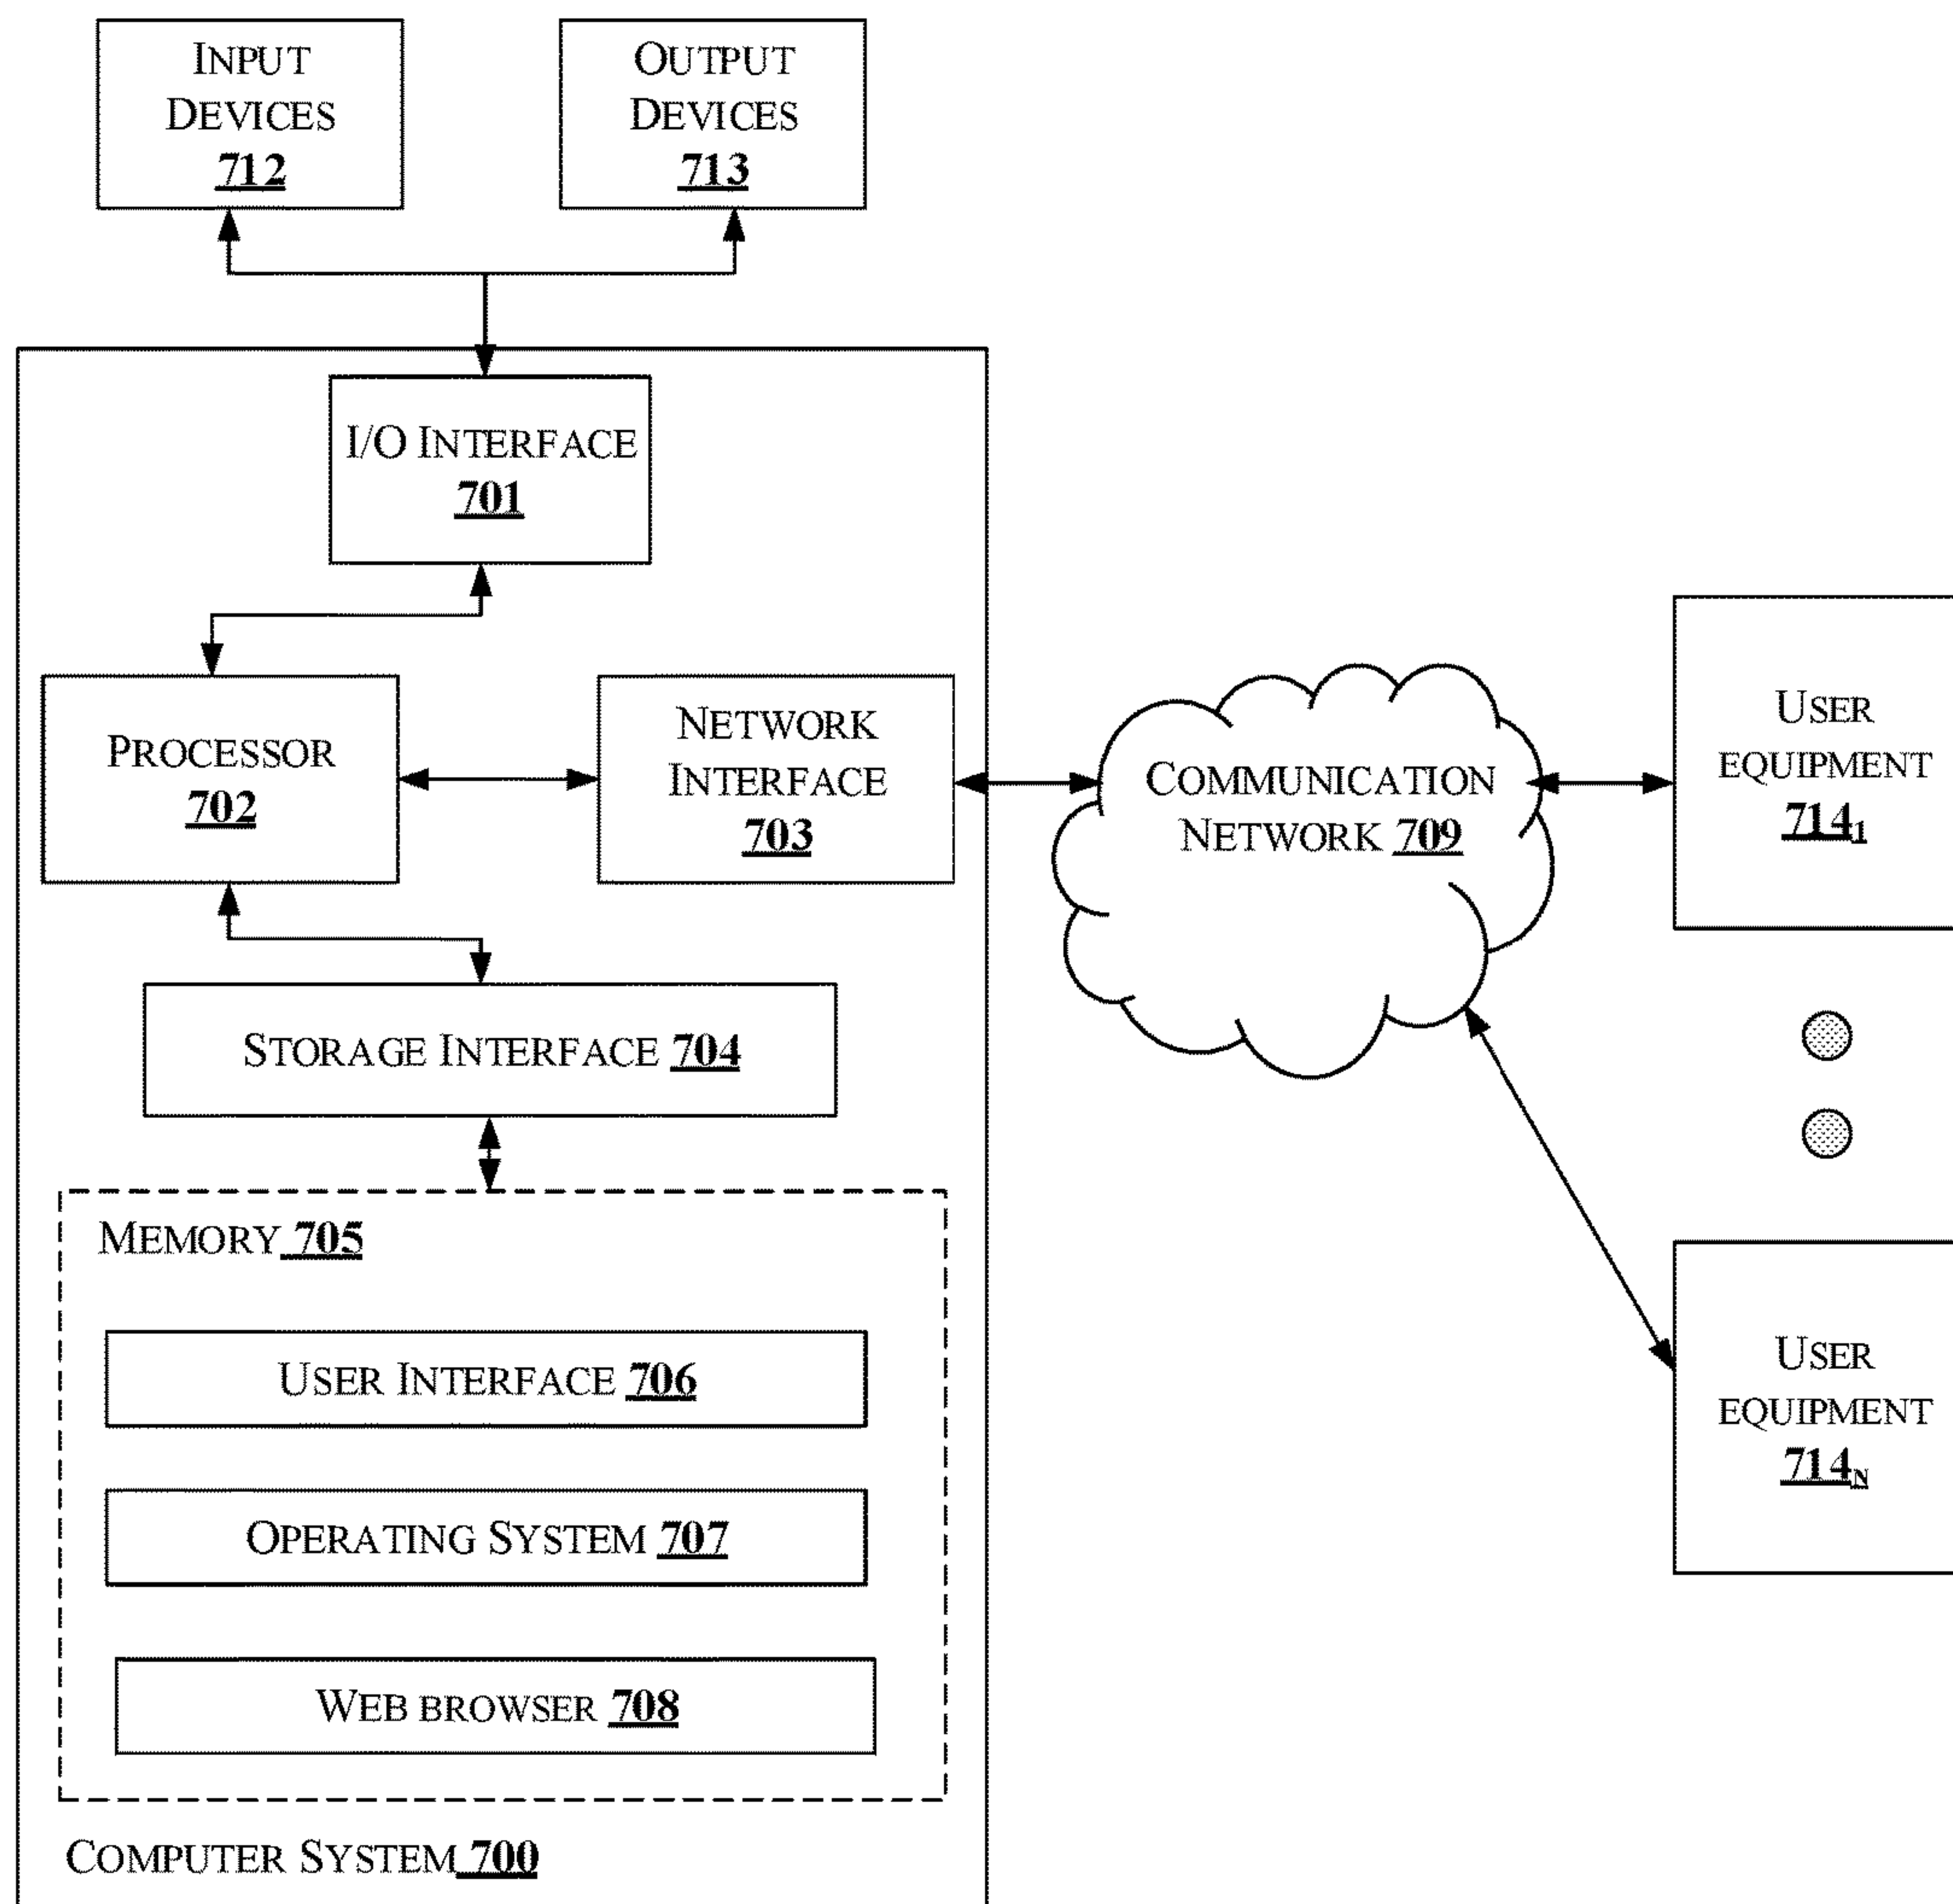 INPUT
DEVICES
712
OUTPUT
DEVICES
713
I/O INTERFACE
701
PROCESSOR
702
NETWORK
INTERFACE
703
COMMUNICATION
NETWORK 709
USER
EQUIPMENT
714₁
STORAGE INTERFACE 704
MEMORY 705
USER INTERFACE 706
OPERATING SYSTEM 707
WEB BROWSER 708
USER
EQUIPMENT
714N
COMPUTER SYSTEM 700